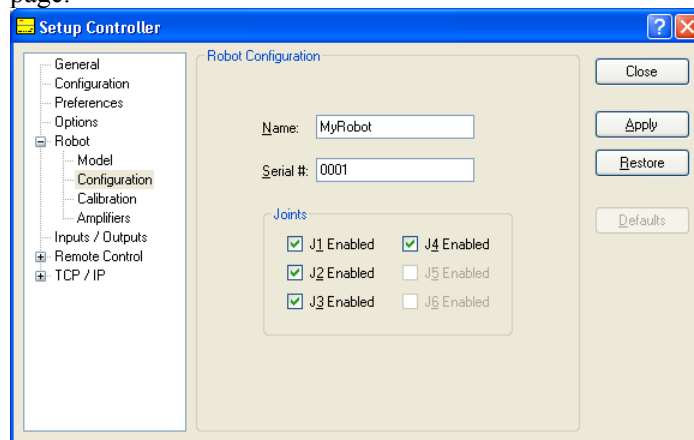 page.
Setup Controller
General
Configuration
Preferences
Options
Robot
Model
Configuration
Calibration
Amplifiers
Inputs / Outputs
Remote Control
TCP / IP
Robot Configuration
Name: MyRobot
Serial #: 0001
Joints
J1 Enabled J4 Enabled
J2 Enabled J5 Enabled
J3 Enabled J6 Enabled
Close
Apply
Restore
Defaults